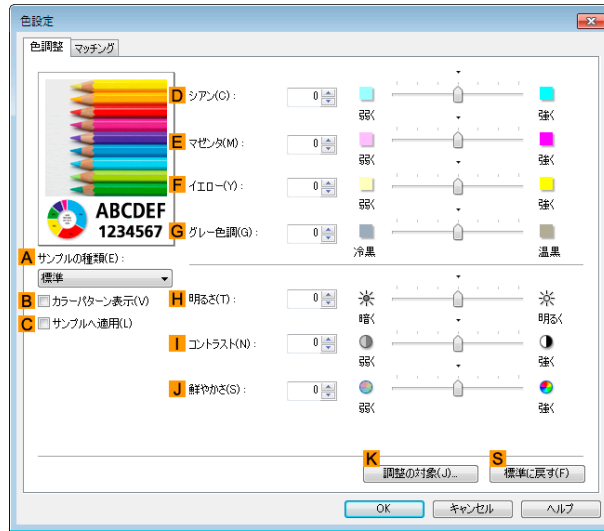 色設定
色調整 マッチング
ABCDEF
1234567
A サンプルの種類(E):
標準
B カラーパターン表示(V)
C サンプルへ適用(L)
D シアン(C): 0
弱く 強く
E マゼンタ(M): 0
弱く 強く
F イエロー(Y): 0
弱く 強く
G グレー色調(G): 0
冷黒 温黒
H 明るさ(T): 0
暗く 明るく
I コントラスト(N): 0
弱く 強く
J 鮮やかさ(S): 0
弱く 強く
K S
調整の対象(J)... 標準に戻す(F)
OK キャンセル ヘルプ